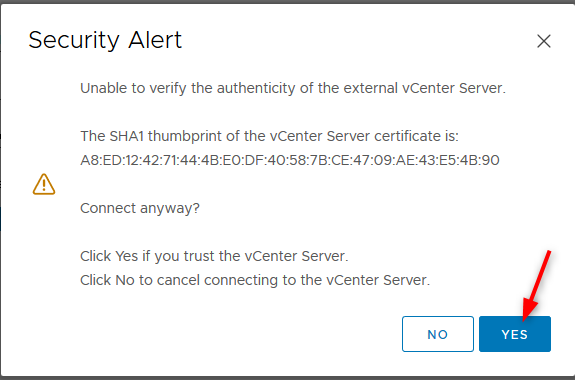 Security Alert
Unable to verify the authenticity of the external vCenter Server.
The SHA1 thumbprint of the vCenter Server certificate is:
A8:ED:12:42:71:44:4B:E0:DF:40:58:7B:CE:47:09:AE:43:E5:4B:90
Connect anyway?
Click Yes if you trust the vCenter Server.
Click No to cancel connecting to the vCenter Server.
NO YES